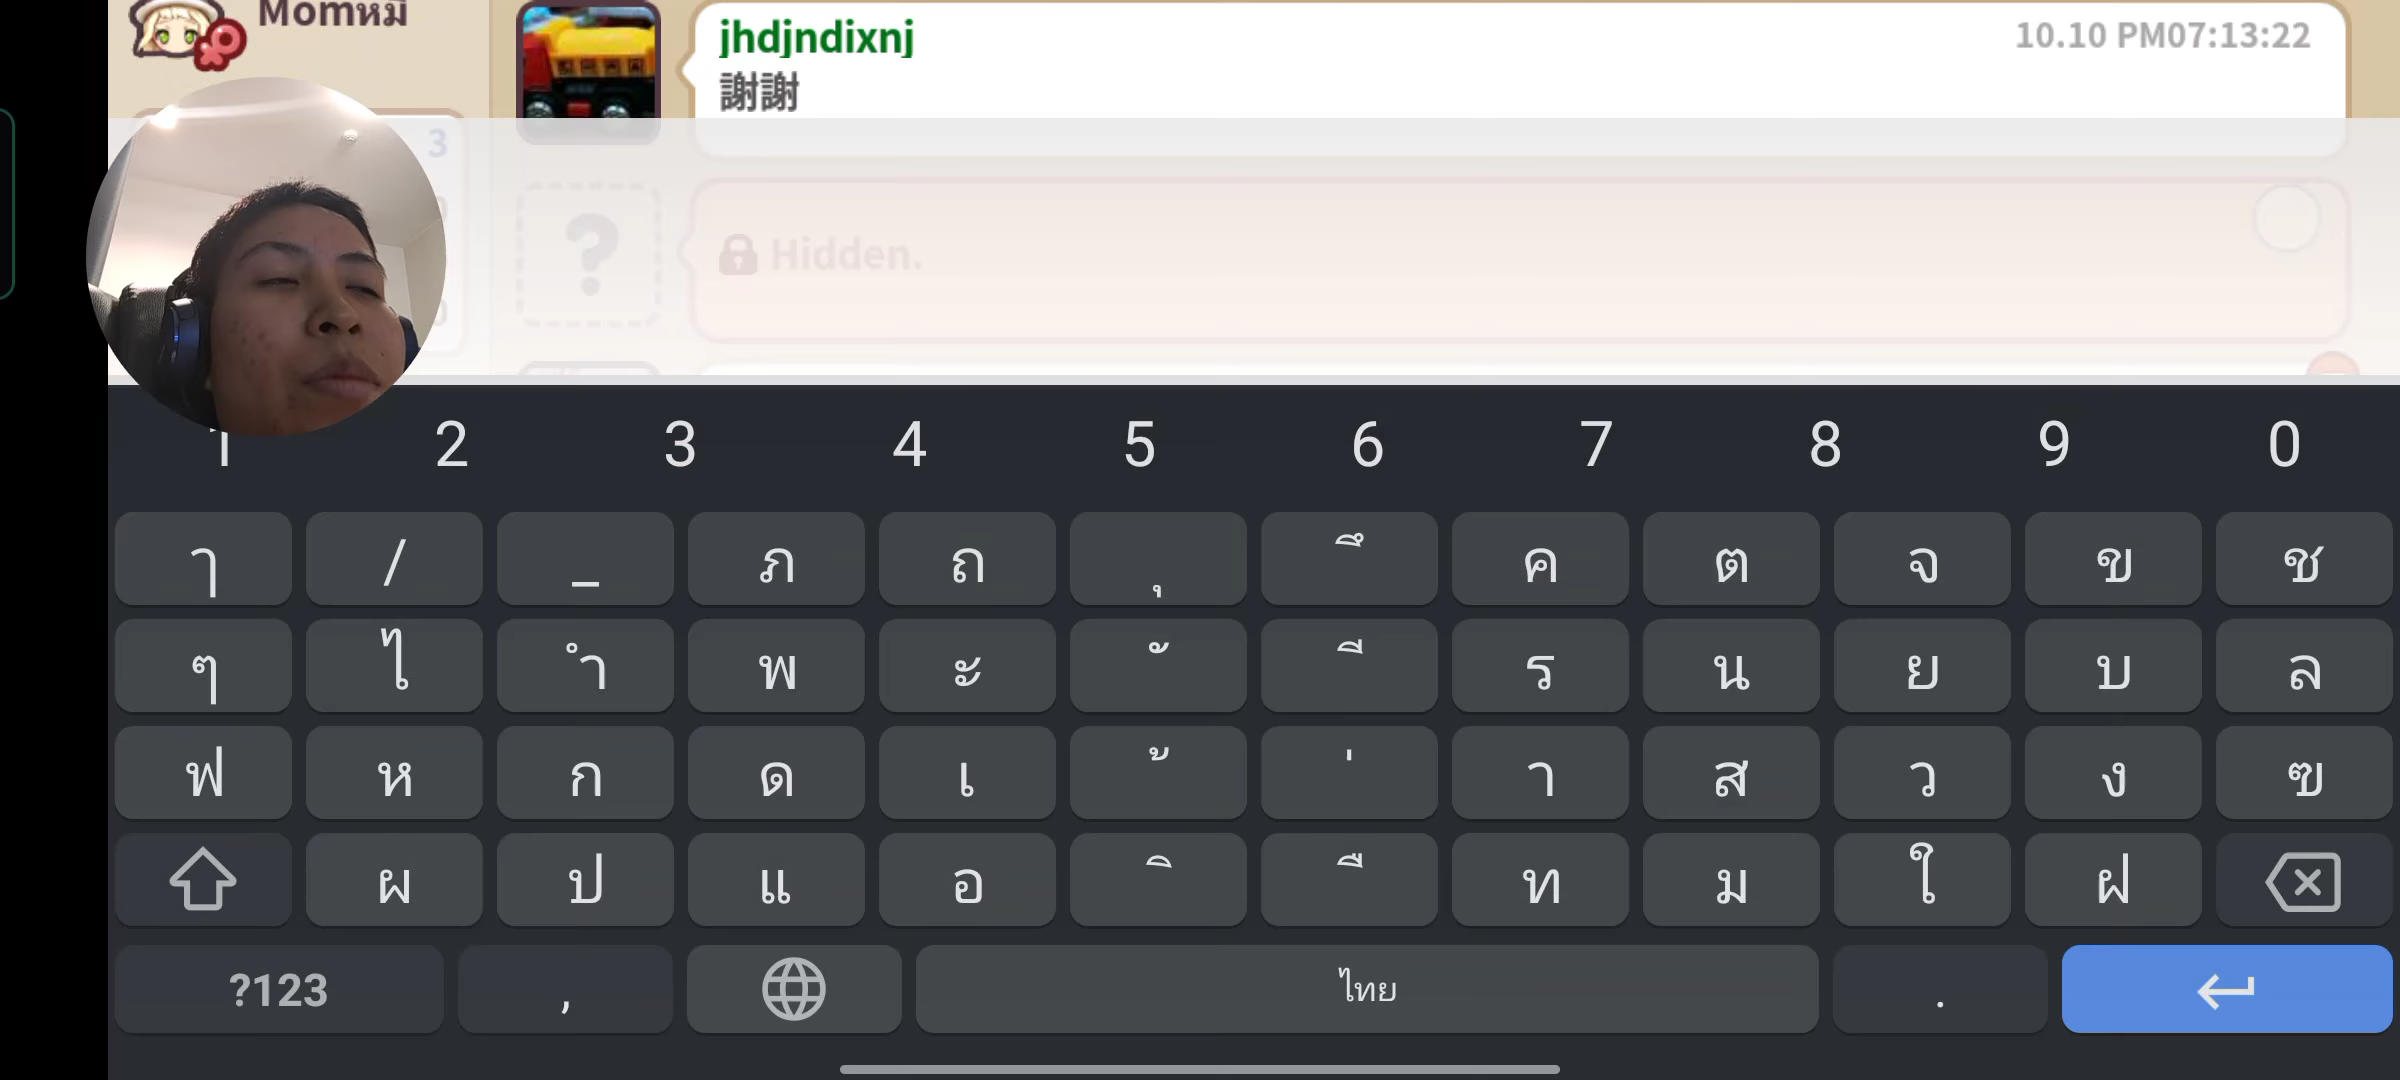 Momหมี
jhdjndixnj
10.10 PM07:13:22
謝謝
3
Hidden.
1 2 3 4 5 6 7 8 9 0
ๅ / _ ภ ถ ุ ึ ค ต จ ข ช
ๆ ไ ำ พ ะ ั ี ร น ย บ ล
ฟ ห ก ด เ ้ ่ า ส ว ง ฃ
ผ ป แ อ ิ ื ท ม ใ ฝ
?123 , ไทย .